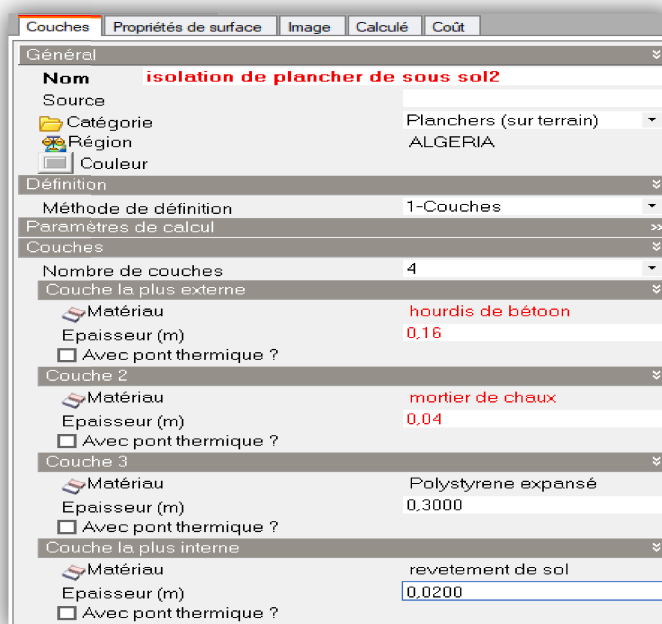 Couches Propriétés de surface Image Calculé Coût
Général
Nom isolation de plancher de sous sol2
Source
Catégorie Planchers (sur terrain)
Région ALGERIA
Couleur
Définition
Méthode de définition 1-Couches
Paramètres de calcul
Couches
Nombre de couches 4
Couche la plus externe
Matériau hourdis de bétoon
Epaisseur (m) 0,16
Avec pont thermique ?
Couche 2
Matériau mortier de chaux
Epaisseur (m) 0,04
Avec pont thermique ?
Couche 3
Matériau Polystyrene expansé
Epaisseur (m) 0,3000
Avec pont thermique ?
Couche la plus interne
Matériau revetement de sol
Epaisseur (m) 0,0200
Avec pont thermique ?